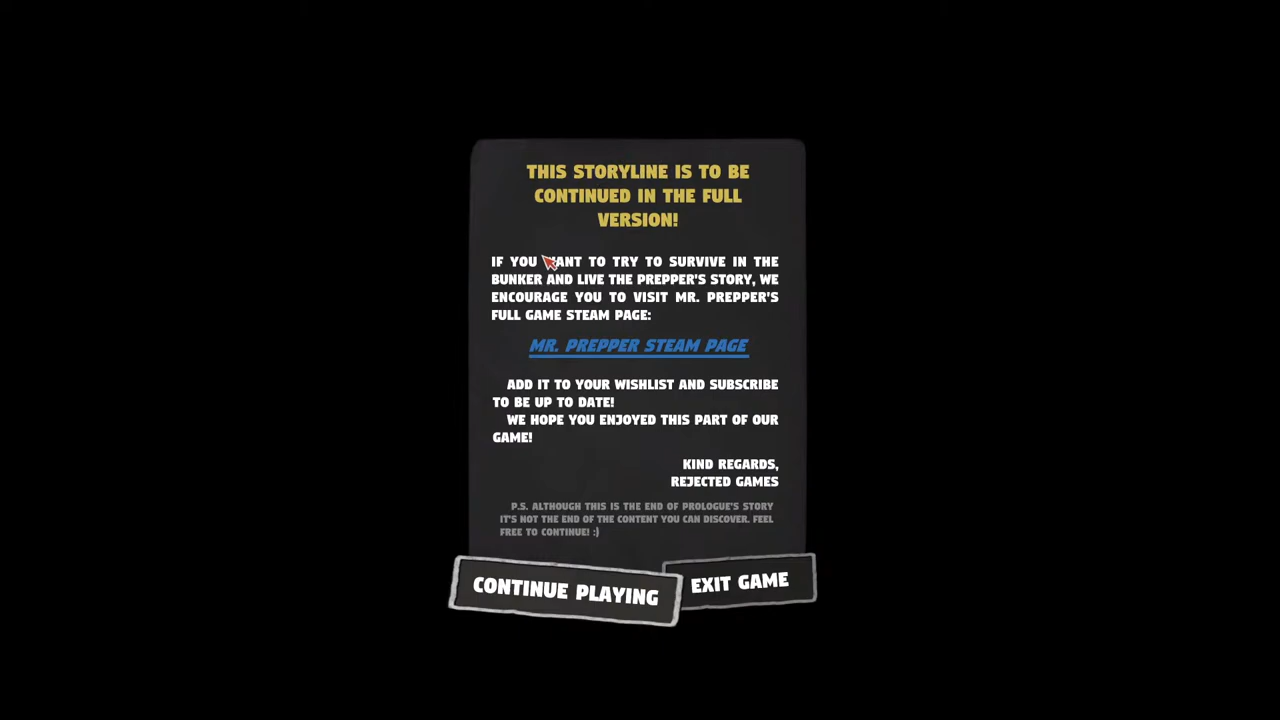 THIS STORYLINE IS TO BE
CONTINUED IN THE FULL
VERSION!
IF YOU WANT TO TRY TO SURVIVE IN THE
BUNKER AND LIVE THE PREPPER'S STORY, WE
ENCOURAGE YOU TO VISIT MR. PREPPER'S
FULL GAME STEAM PAGE:
MR. PREPPER STEAM PAGE
ADD IT TO YOUR WISHLIST AND SUBSCRIBE
TO BE UP TO DATE!
WE HOPE YOU ENJOYED THIS PART OF OUR
GAME!
KIND REGARDS,
REJECTED GAMES
P.S. ALTHOUGH THIS IS THE END OF PROLOGUE'S STORY
IT'S NOT THE END OF THE CONTENT YOU CAN DISCOVER. FEEL
FREE TO CONTINUE! :)
CONTINUE PLAYING
EXIT GAME